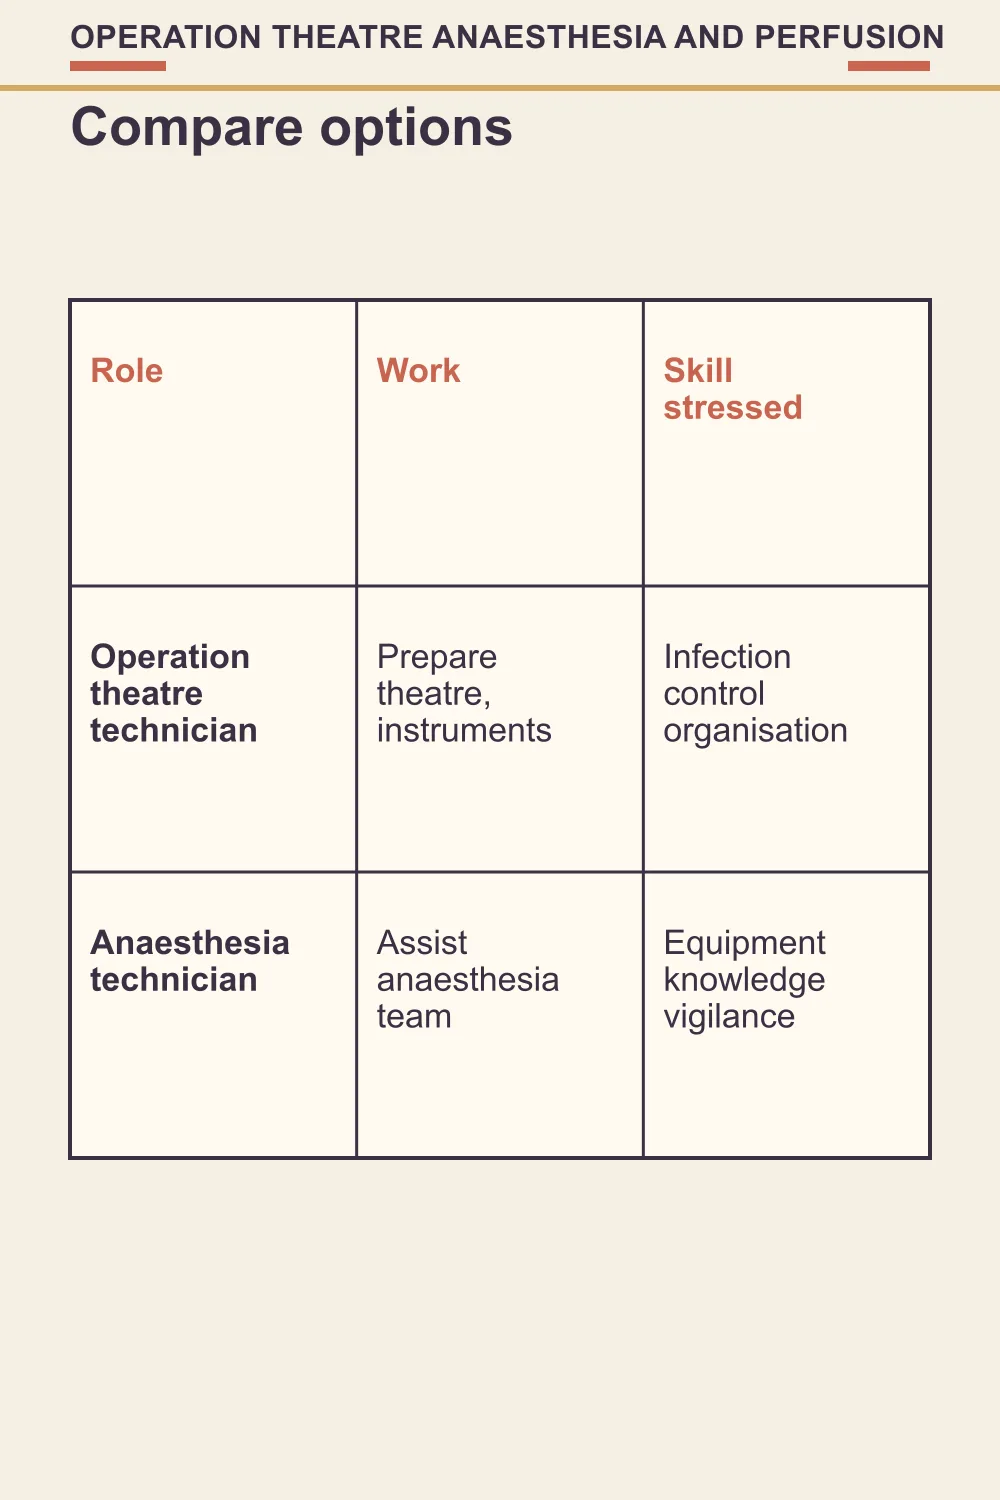 OPERATION THEATRE ANAESTHESIA AND PERFUSION
Compare options
Role
Work
Skill
stressed
Operation
theatre
technician
Prepare
theatre,
instruments
Infection
control
organisation
Anaesthesia
technician
Assist
anaesthesia
team
Equipment
knowledge
vigilance